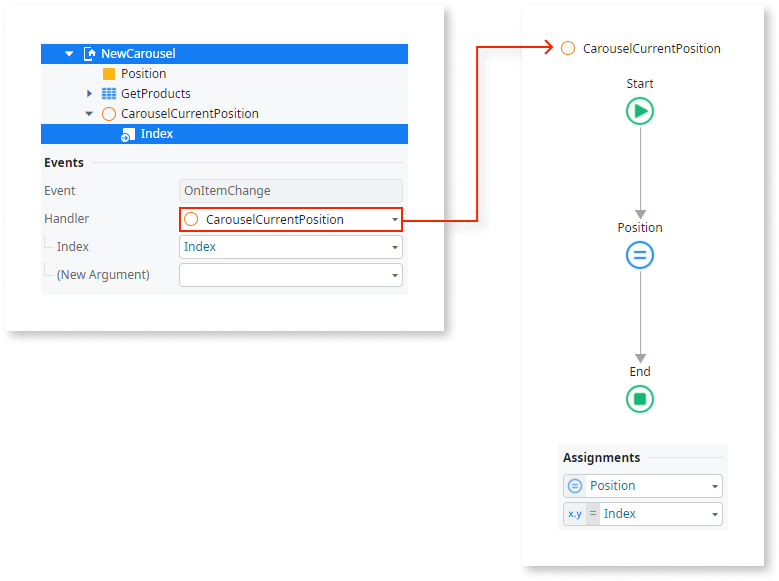 NewCarousel
Position
GetProducts
CarouselCurrentPosition
Index
Events
Event OnItemChange
Handler CarouselCurrentPosition
Index Index
(New Argument)
CarouselCurrentPosition
Start
Position
End
Assignments
Position
x.y = Index